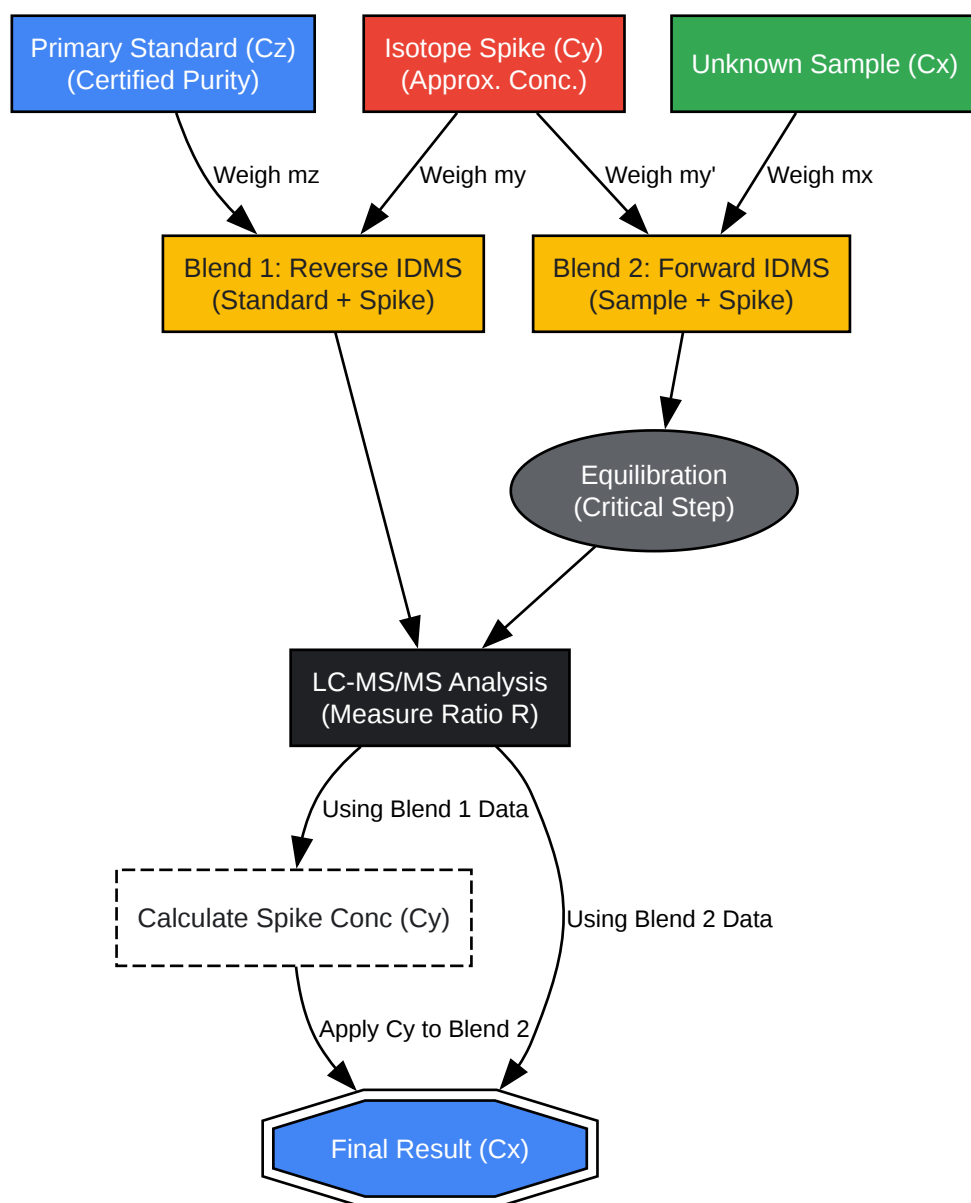 Primary Standard (Cz)
(Certified Purity)
Isotope Spike (Cy)
(Approx. Conc.)
Unknown Sample (Cx)
Weigh mz
Weigh my
Weigh my'
Weigh mx
Blend 1: Reverse IDMS
(Standard + Spike)
Blend 2: Forward IDMS
(Sample + Spike)
Equilibration
(Critical Step)
LC-MS/MS Analysis
(Measure Ratio R)
Using Blend 1 Data
Calculate Spike Conc (Cy)
Using Blend 2 Data
Apply Cy to Blend 2
Final Result (Cx)